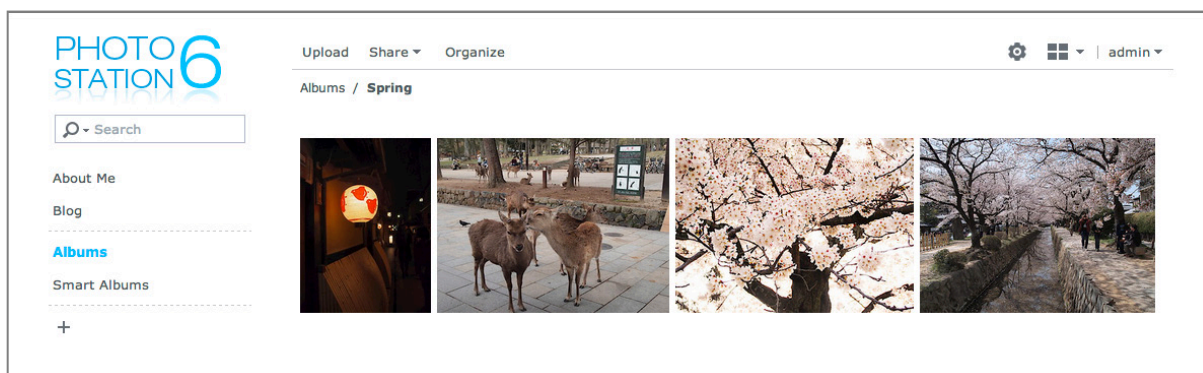 PHOTO
STATION 6
Search
About Me
Blog
Albums
Smart Albums
+
Upload Share Organize
| admin
Albums / Spring